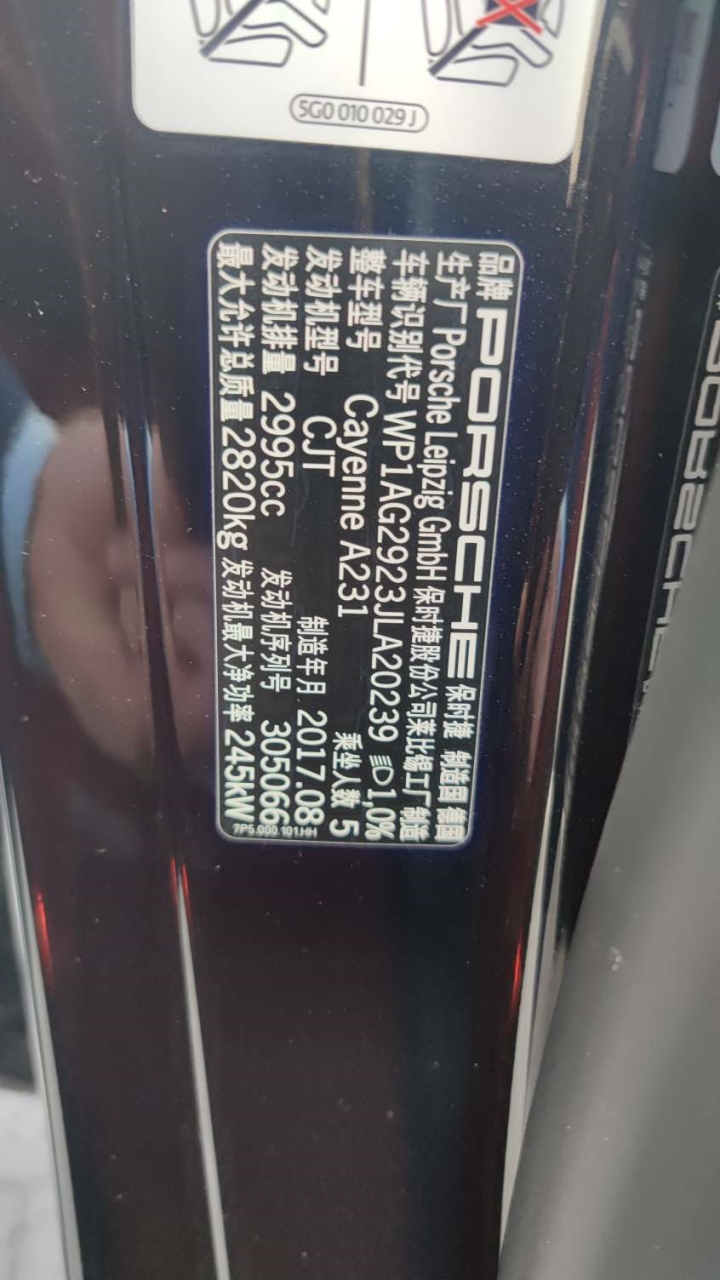 5G0 010 029 J
品牌 PORSCHE 保时捷 制造国 德国
生产厂 Porsche Leipzig GmbH 保时捷股份公司莱比锡工厂 制造
车辆识别代号 WP1AG2923JLA20239 1,0%
整车型号 Cayenne A231 乘坐人数 5
发动机型号 CJT 制造年月 2017.08
发动机排量 2995cc 发动机序列号 305066
最大允许总质量 2820kg 发动机最大净功率 245kW
7P5.000.101.HH